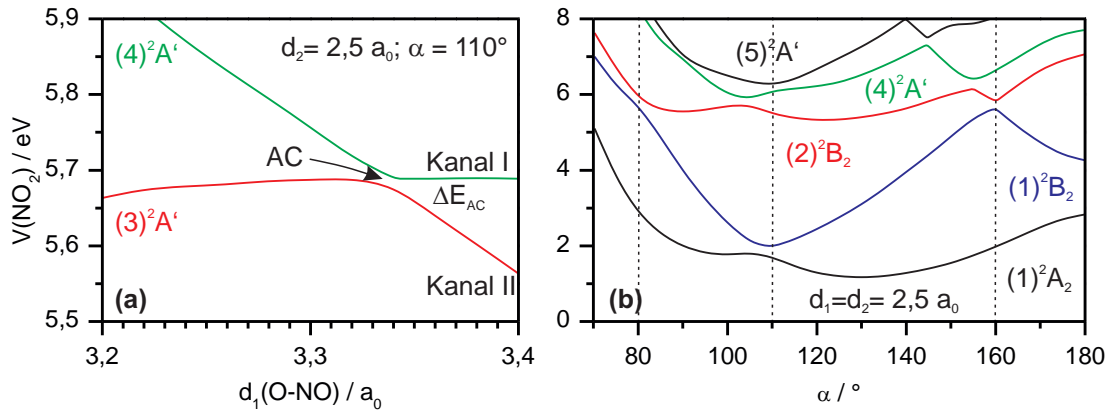 5,9
5,8
5,7
5,6
5,5
V(NO₂) / eV
3,2
3,3
3,4
d₁(O-NO) / a₀
d₂= 2,5 a₀; α = 110°
(4)²A‘
AC
Kanal I
ΔE_AC
(3)²A‘
Kanal II
(a)
8
6
4
2
0
(5)²A‘
(4)²A‘
(2)²B₂
(1)²B₂
(1)²A₂
(b)
d₁=d₂= 2,5 a₀
80
100
120
140
160
180
α / °